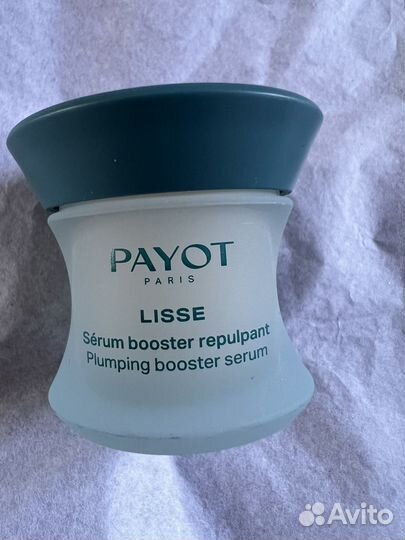 PAYOT
PARIS
LISSE
Sérum booster repulpant
Plumping booster serum
Avito